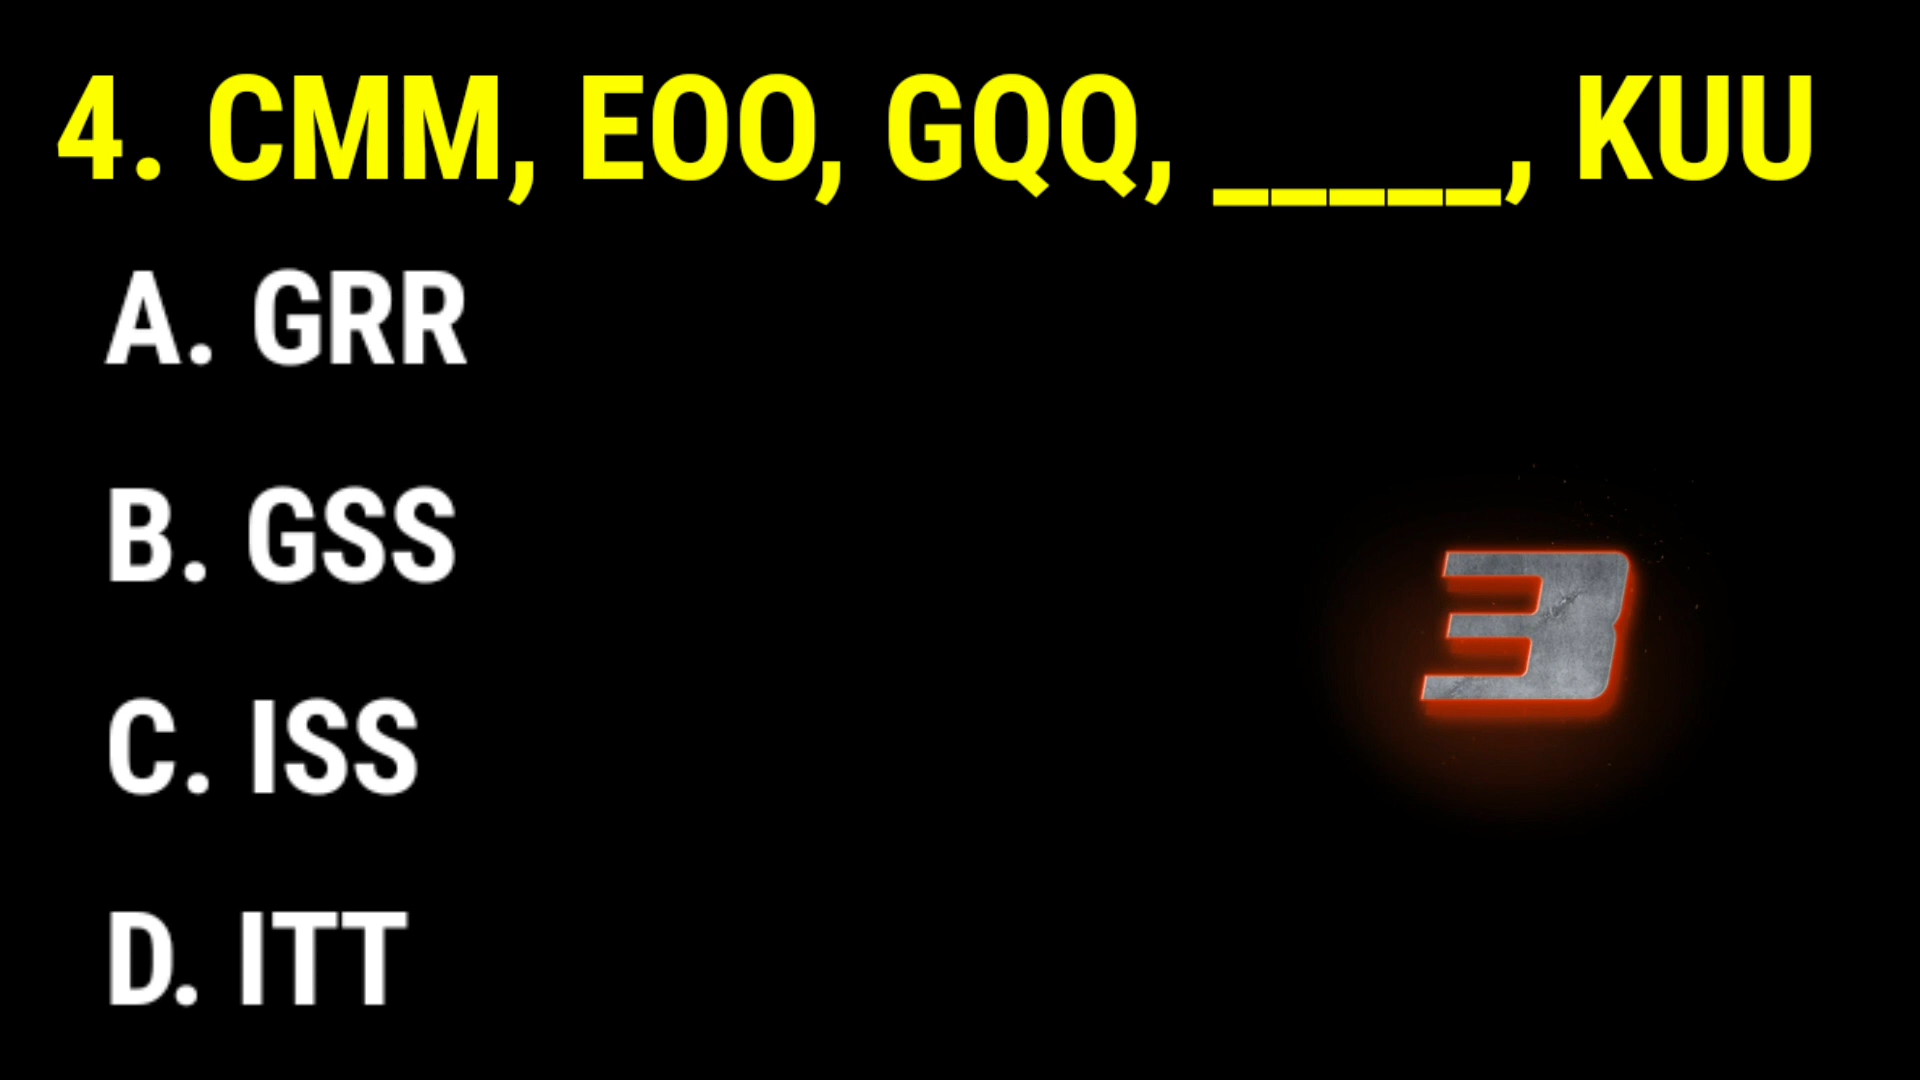 4. CMM, EOO, GQQ, _____, KUU
A. GRR
B. GSS
C. ISS
3
D. ITT